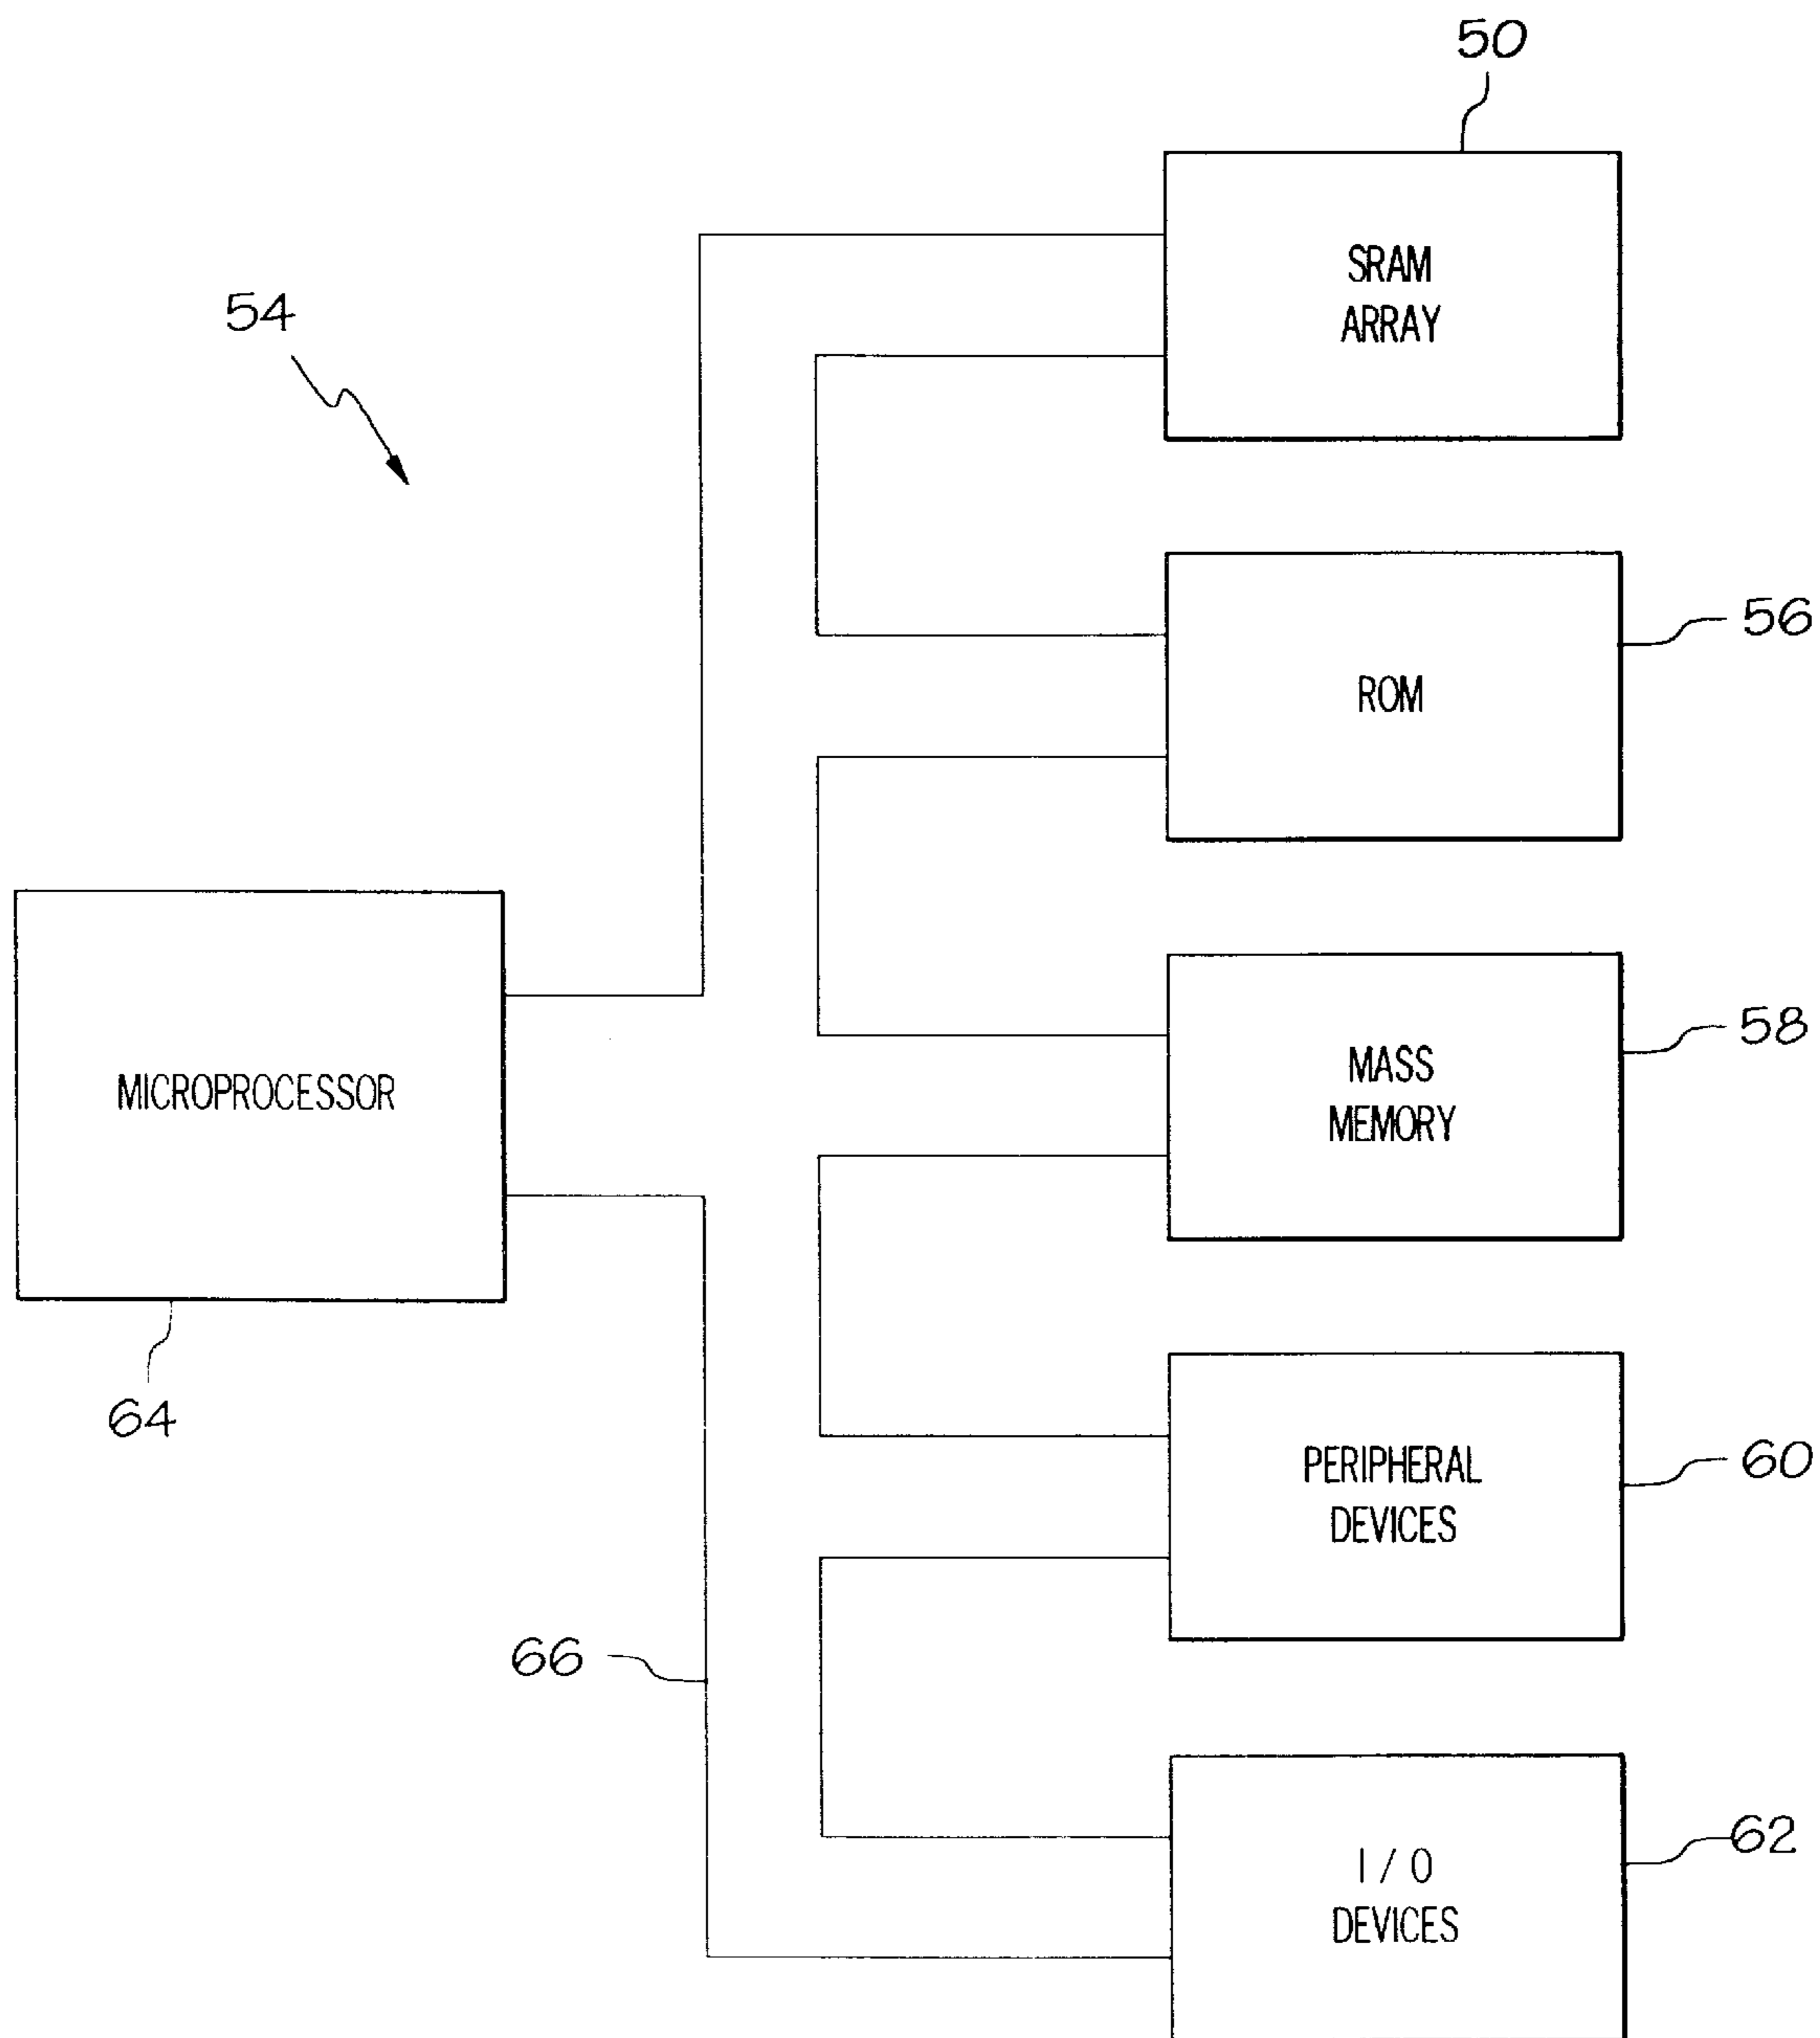 50
SRAM
ARRAY
54
56
ROM
58
MASS
MEMORY
MICROPROCESSOR
64
60
PERIPHERAL
DEVICES
66
62
I / O
DEVICES